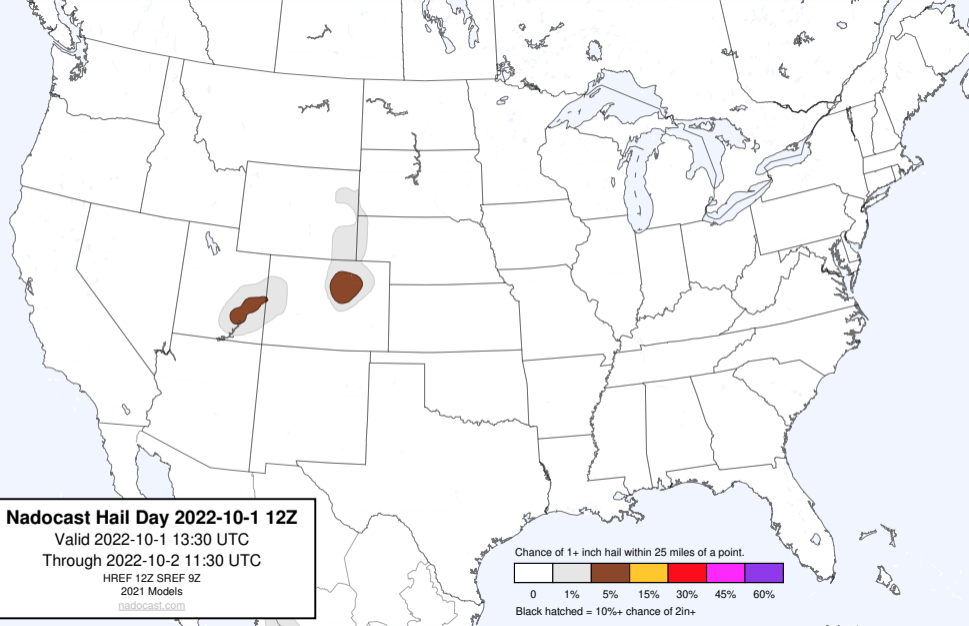 Nadocast Hail Day 2022-10-1 12Z
Valid 2022-10-1 13:30 UTC
Through 2022-10-2 11:30 UTC
HREF 12Z SREF 9Z
2021 Models
nadocast.com
Chance of 1+ inch hail within 25 miles of a point.
0 1% 5% 15% 30% 45% 60%
Black hatched = 10%+ chance of 2in+